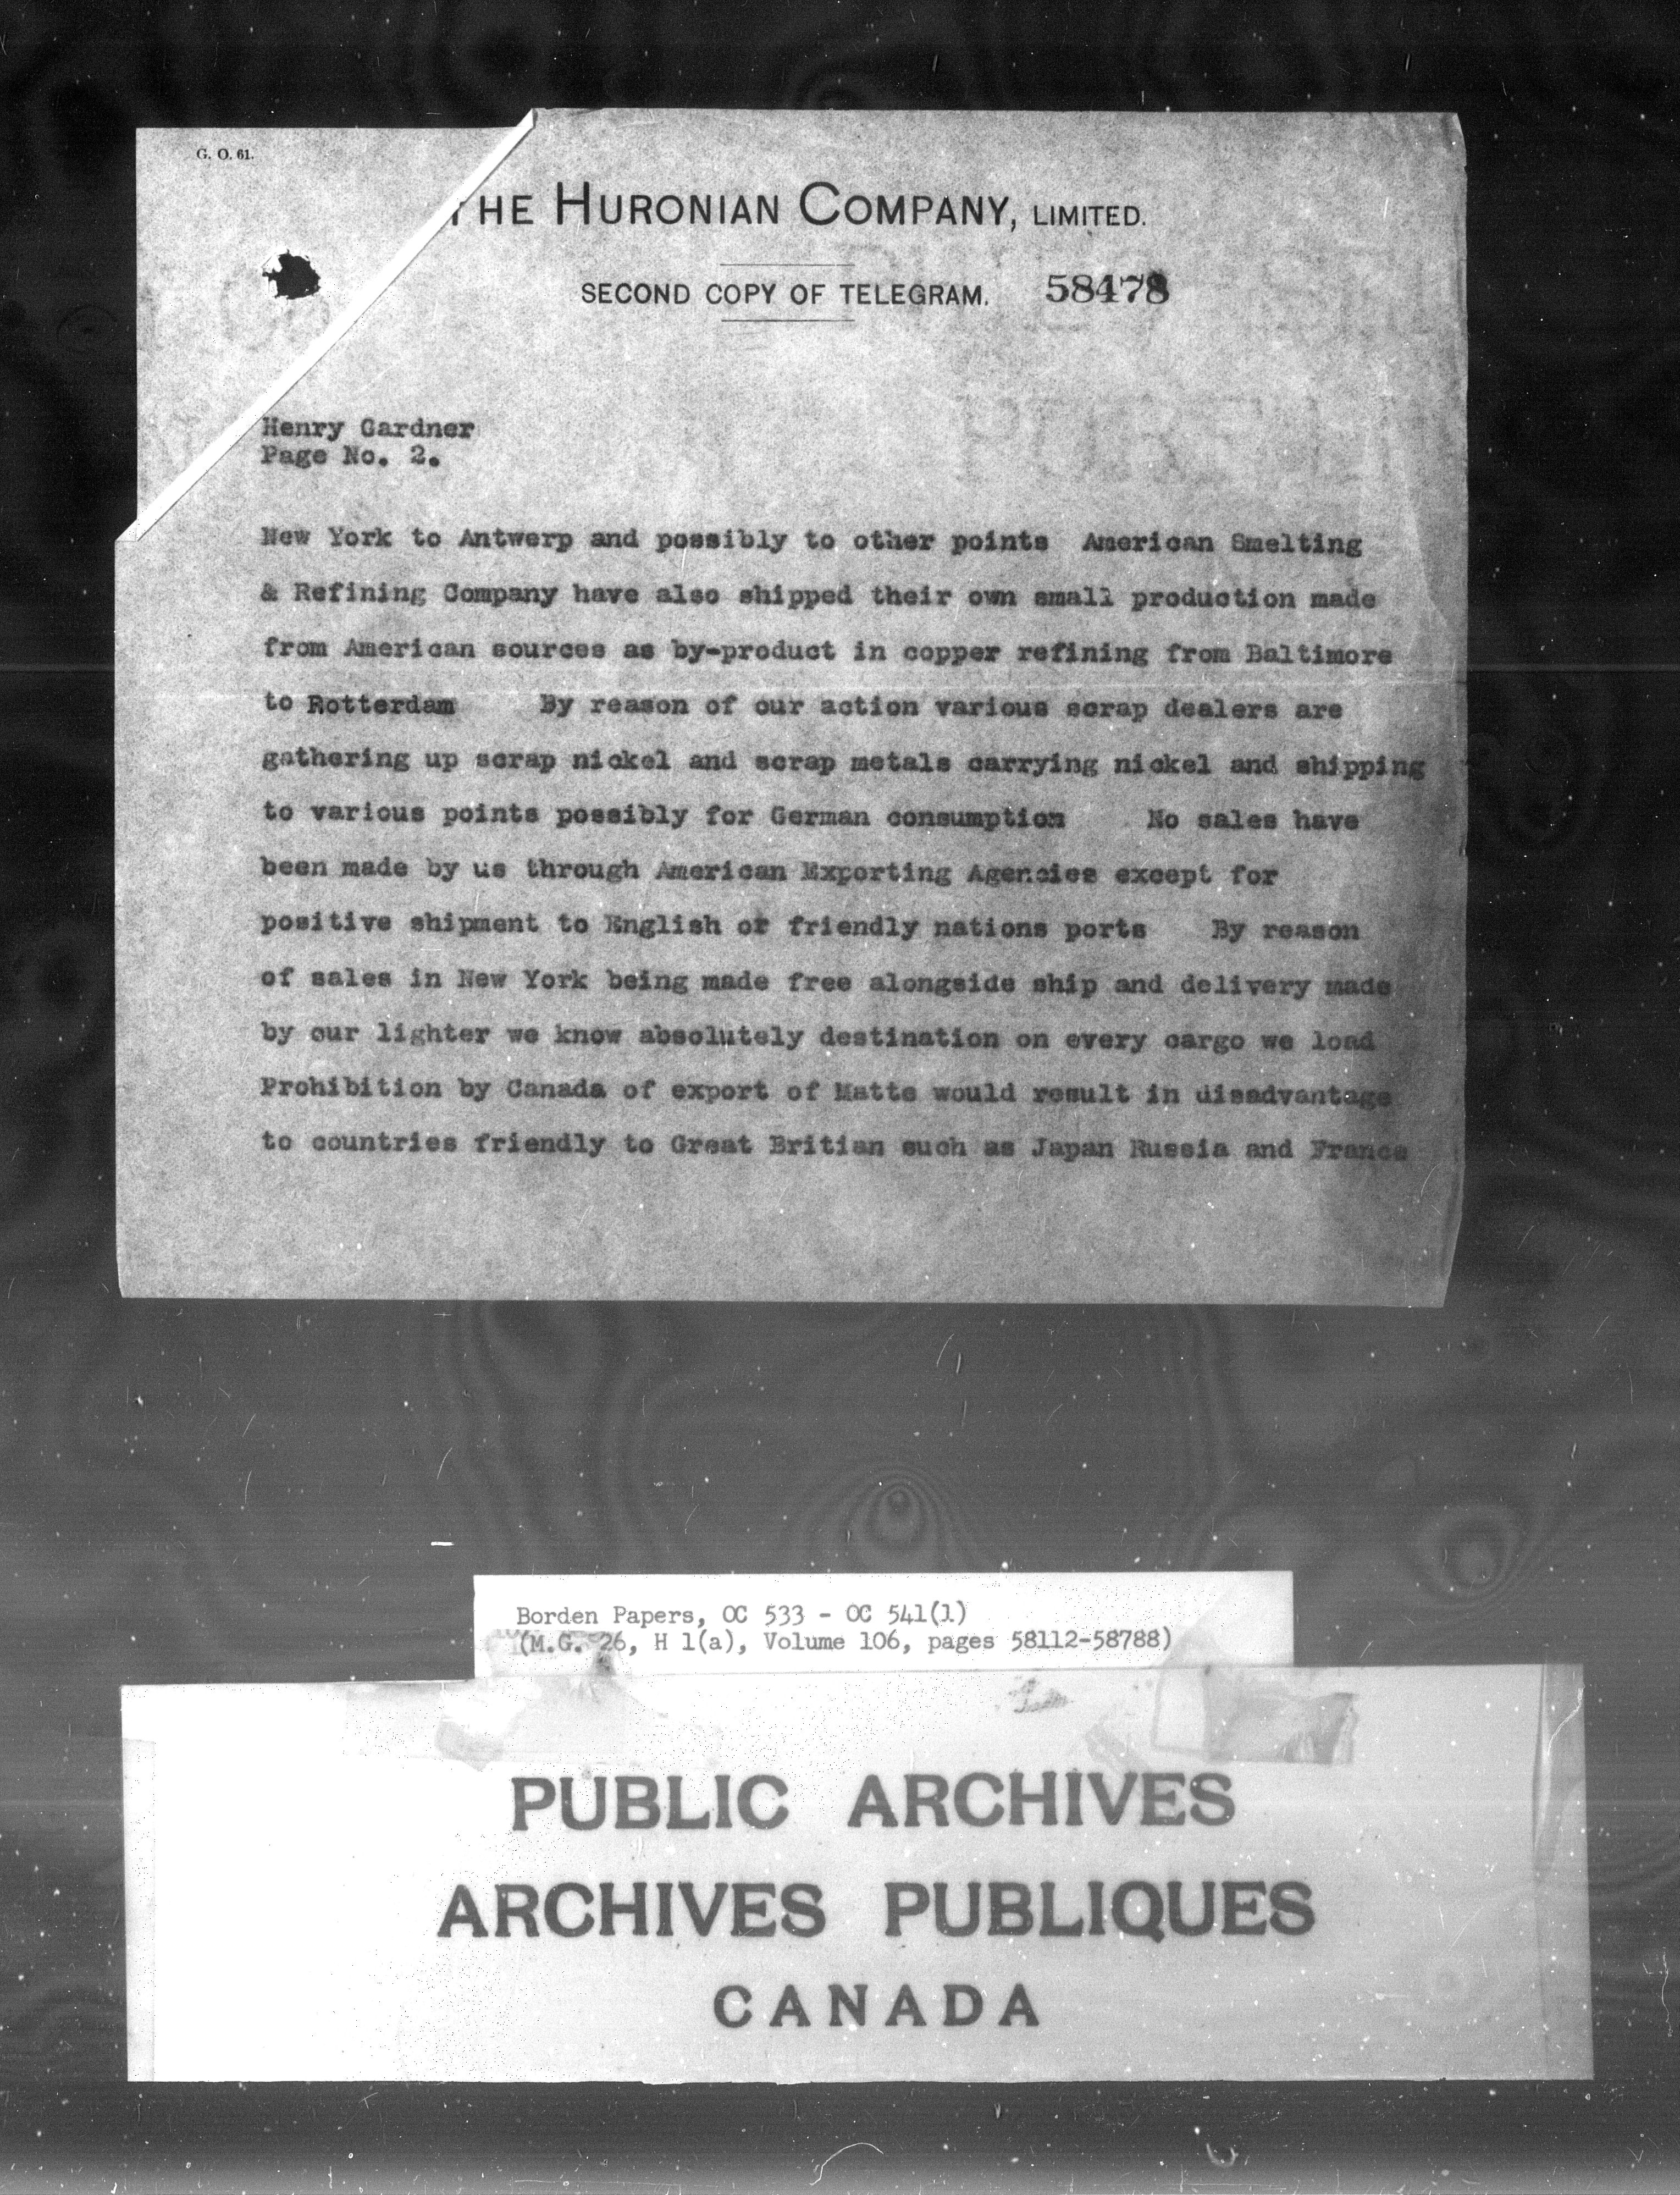 G. O. 61.
THE HURONIAN COMPANY, LIMITED.
SECOND COPY OF TELEGRAM. 58478
Henry Gardner
Page No. 2.
New York to Antwerp and possibly to other points American Smelting
& Refining Company have also shipped their own small production made
from American sources as by-product in copper refining from Baltimore
to Rotterdam By reason of our action various scrap dealers are
gathering up scrap nickel and scrap metals carrying nickel and shipping
to various points possibly for German consumption No sales have
been made by us through American Exporting Agencies except for
positive shipment to English or friendly nations ports By reason
of sales in New York being made free alongside ship and delivery made
by our lighter we know absolutely destination on every cargo we load
Prohibition by Canada of export of Matte would result in disadvantage
to countries friendly to Great Britian such as Japan Russia and France
Borden Papers, OC 533 - OC 541(1)
(M.G. 26, H 1(a), Volume 106, pages 58112-58788)
PUBLIC ARCHIVES
ARCHIVES PUBLIQUES
CANADA